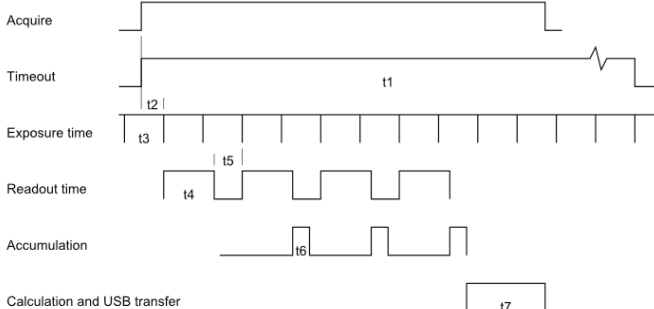 Acquire
Timeout
t1
t2
Exposure time
t3
t5
Readout time
t4
Accumulation
t6
Calculation and USB transfer
t7